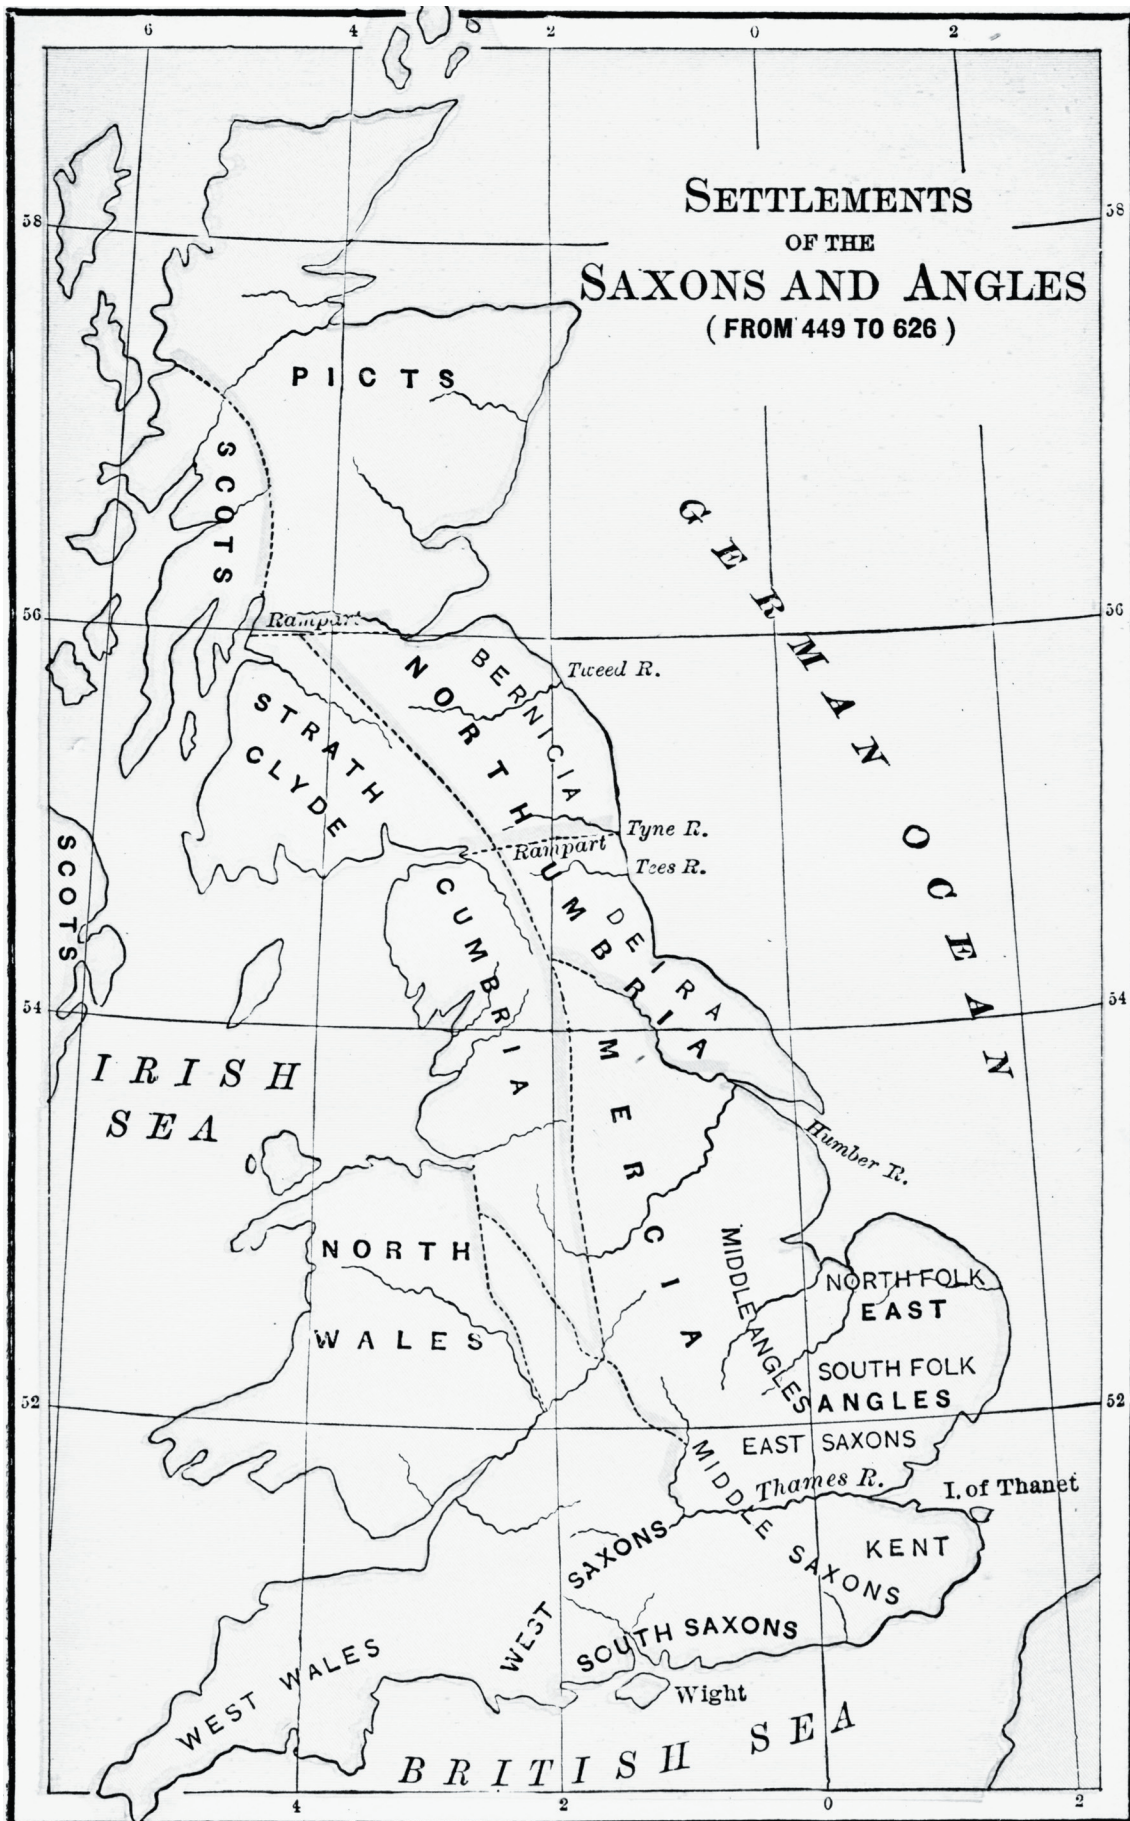 6 4 2 0 2
SETTLEMENTS
OF THE
SAXONS AND ANGLES
(FROM 449 TO 626)
58 58
PICTS
SCOTS
GERMAN OCEAN
56 56
Rampart
NORTHUMBRIA
BERNICIA
Tweed R.
STRATH
CLYDE
Tyne R.
Rampart
Tees R.
SCOTS
CUMBRIA
DEIRA
54 54
IRISH
SEA
MERCIA
Humber R.
NORTH
WALES
MIDDLE ANGLES
NORTH FOLK
EAST
SOUTH FOLK
ANGLES
52 52
EAST SAXONS
MIDDLE SAXONS
Thames R.
I. of Thanet
KENT
WEST SAXONS
SOUTH SAXONS
WEST WALES
Wight
BRITISH SEA
4 2 0 2